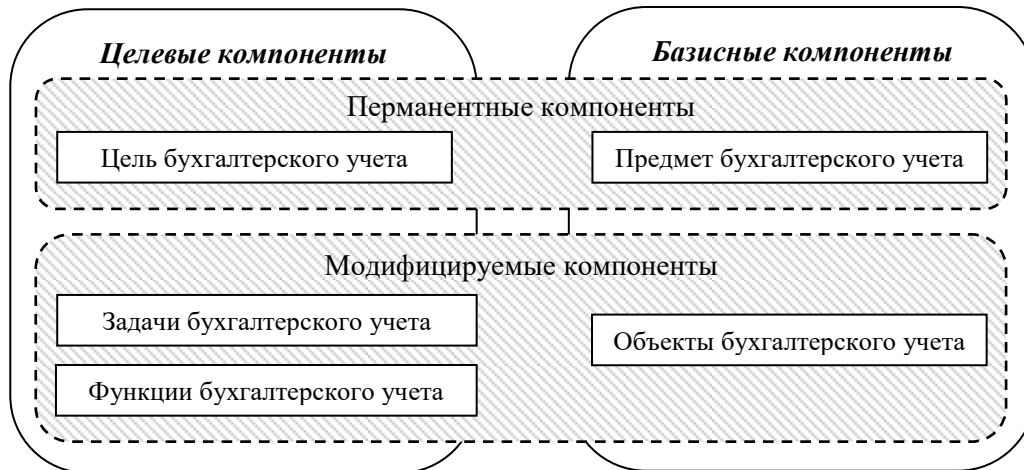 Целевые компоненты
Базисные компоненты
Перманентные компоненты
Цель бухгалтерского учета
Предмет бухгалтерского учета
Модифицируемые компоненты
Задачи бухгалтерского учета
Объекты бухгалтерского учета
Функции бухгалтерского учета